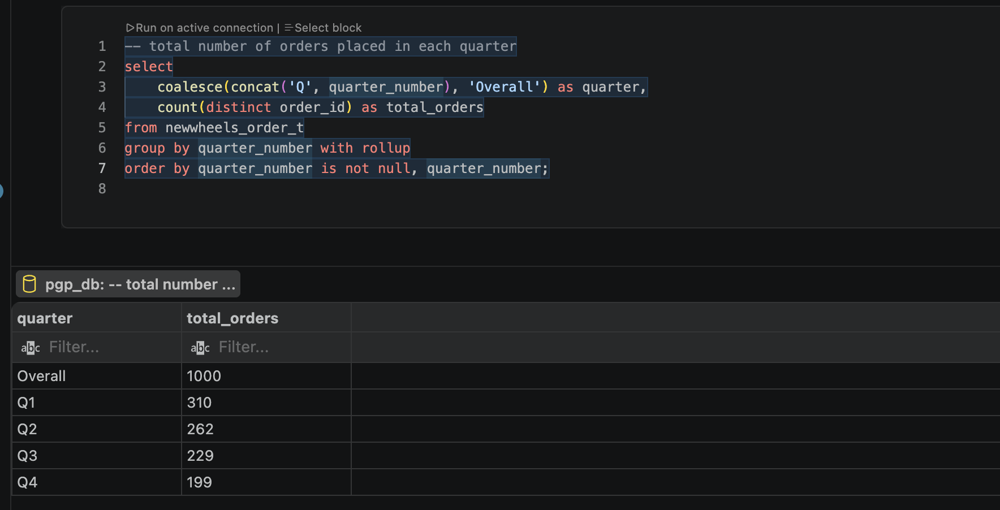 Run on active connection | Select block
1 -- total number of orders placed in each quarter
2 select
3     coalesce(concat('Q', quarter_number), 'Overall') as quarter,
4     count(distinct order_id) as total_orders
5 from newwheels_order_t
6 group by quarter_number with rollup
7 order by quarter_number is not null, quarter_number;
8
pgp_db: -- total number ...
quarter total_orders
abc Filter... abc Filter...
Overall 1000
Q1 310
Q2 262
Q3 229
Q4 199